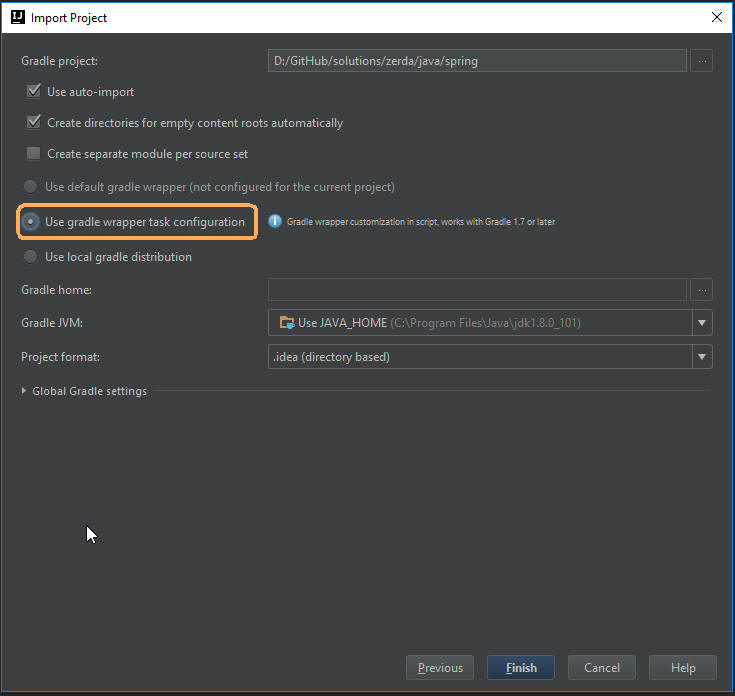 Import Project
Gradle project: D:/GitHub/solutions/zerda/java/spring ...
Use auto-import
Create directories for empty content roots automatically
Create separate module per source set
Use default gradle wrapper (not configured for the current project)
Use gradle wrapper task configuration Gradle wrapper customization in script, works with Gradle 1.7 or later
Use local gradle distribution
Gradle home: ...
Gradle JVM: Use JAVA_HOME (C:\Program Files\Java\jdk1.8.0_101)
Project format: .idea (directory based)
Global Gradle settings
Previous Finish Cancel Help